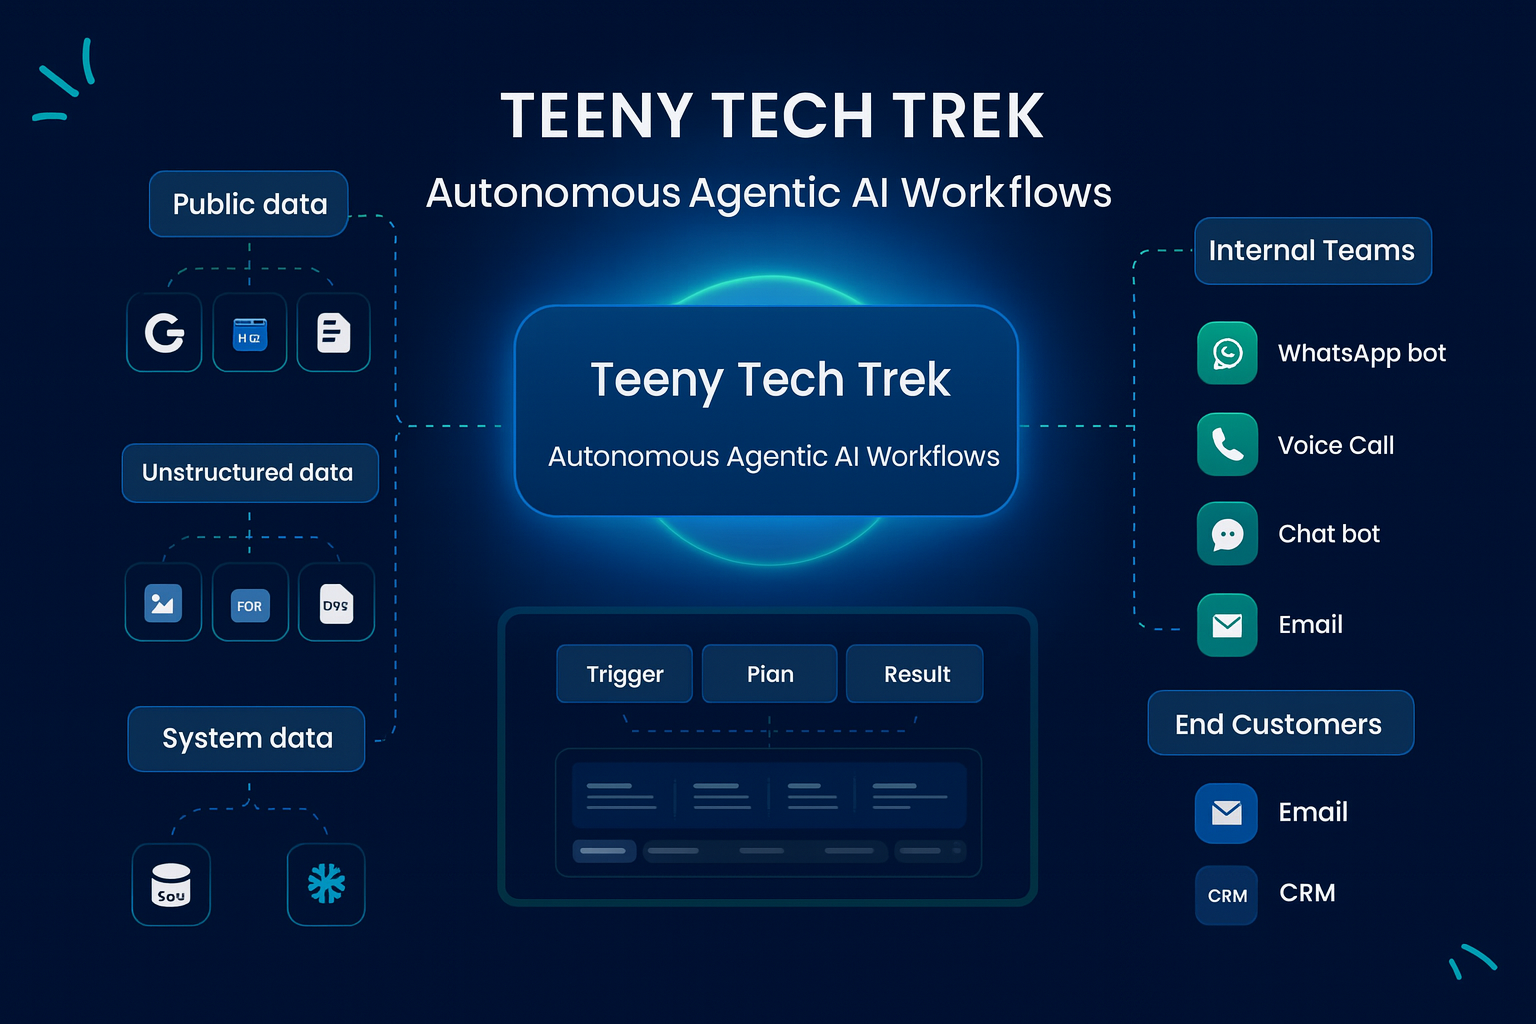 TEENY TECH TREK
Autonomous Agentic AI Workflows
Public data
H
Unstructured data
FOR
D9S
System data
Sou
Teeny Tech Trek
Autonomous Agentic AI Workflows
Trigger
Pian
Result
Internal Teams
WhatsApp bot
Voice Call
Chat bot
Email
End Customers
Email
CRM
CRM